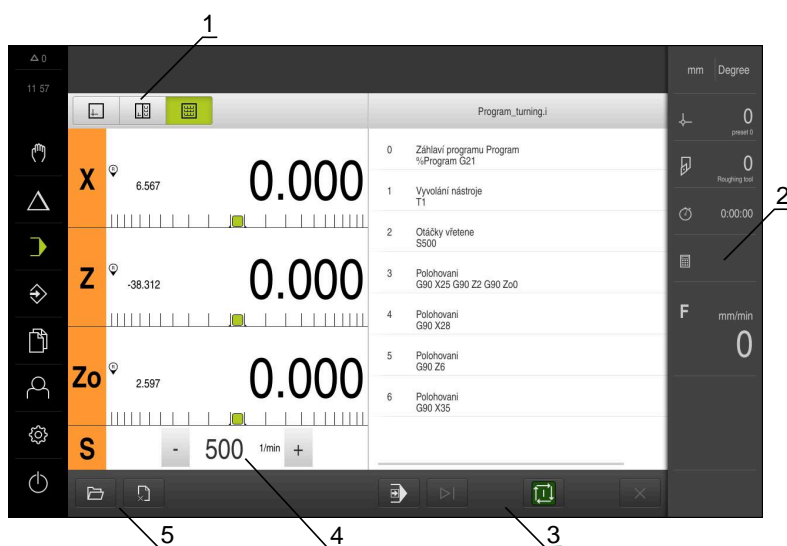 1
△ 0
11 57
mm Degree
Program_turning.i
0
preset 0
0
Roughing tool
0:00:00
2
F mm/min
0
X R 6.567 0.000
Z R -38.312 0.000
Zo R 2.597 0.000
S - 500 1/min +
0 Záhlaví programu Program
%Program G21
1 Vyvolání nástroje
T1
2 Otáčky vřetene
S500
3 Polohovani
G90 X25 G90 Z2 G90 Zo0
4 Polohovani
G90 X28
5 Polohovani
G90 Z6
6 Polohovani
G90 X35
5
4
3